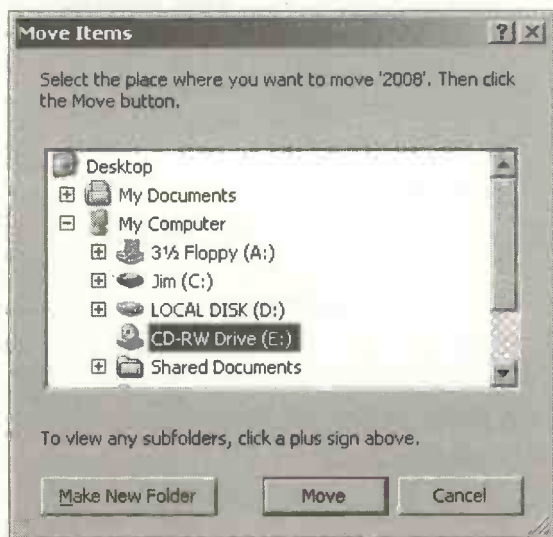 Move Items
Select the place where you want to move '2008'. Then click
the Move button.
Desktop
My Documents
My Computer
3½ Floppy (A:)
Jim (C:)
LOCAL DISK (D:)
CD-RW Drive (E:)
Shared Documents
To view any subfolders, click a plus sign above.
Make New Folder
Move
Cancel